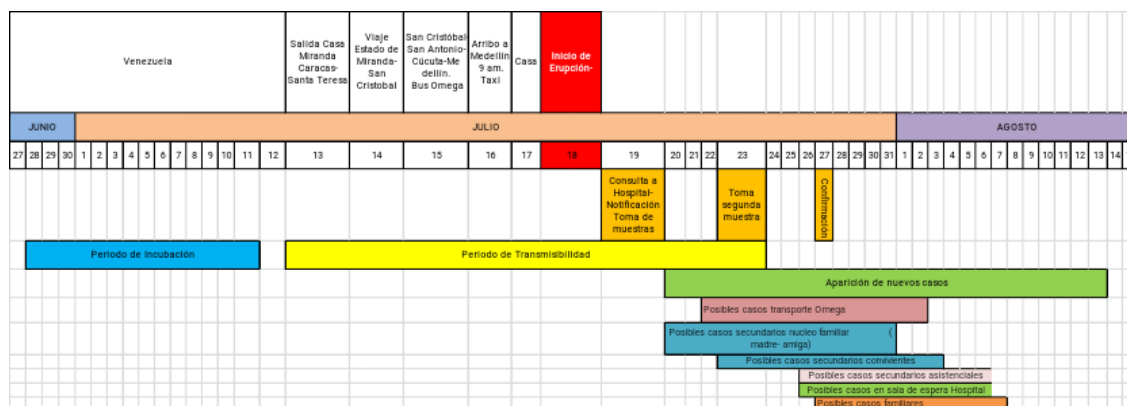 Venezuela
Salida Casa
Miranda
Caracas-
Santa Teresa
Viaje
Estado de
Miranda-
San
Cristobal
San Cristóbal-
San Antonio-
Cúcuta-Me
dellín.
Bus Omega
Arribo a
Medellín
9 am.
Taxi
Casa
Inicio de
Erupción-
JUNIO
JULIO
AGOSTO
27 28 29 30 1 2 3 4 5 6 7 8 9 10 11 12 13 14 15 16 17 18 19 20 21 22 23 24 25 26 27 28 29 30 31 1 2 3 4 5 6 7 8 9 10 11 12 13 14
Consulta a
Hospital-
Notificación
Toma de
muestras
Toma
segunda
muestra
Confirmación
Periodo de Incubación
Periodo de Transmisibilidad
Aparición de nuevos casos
Posibles casos transporte Omega
Posibles casos secundarios nucleo familiar (
madre- amiga)
Posibles casos secundarios convivientes
Posibles casos secundarios asistenciales
Posibles casos en sala de espera Hospital
Posibles casos familiares